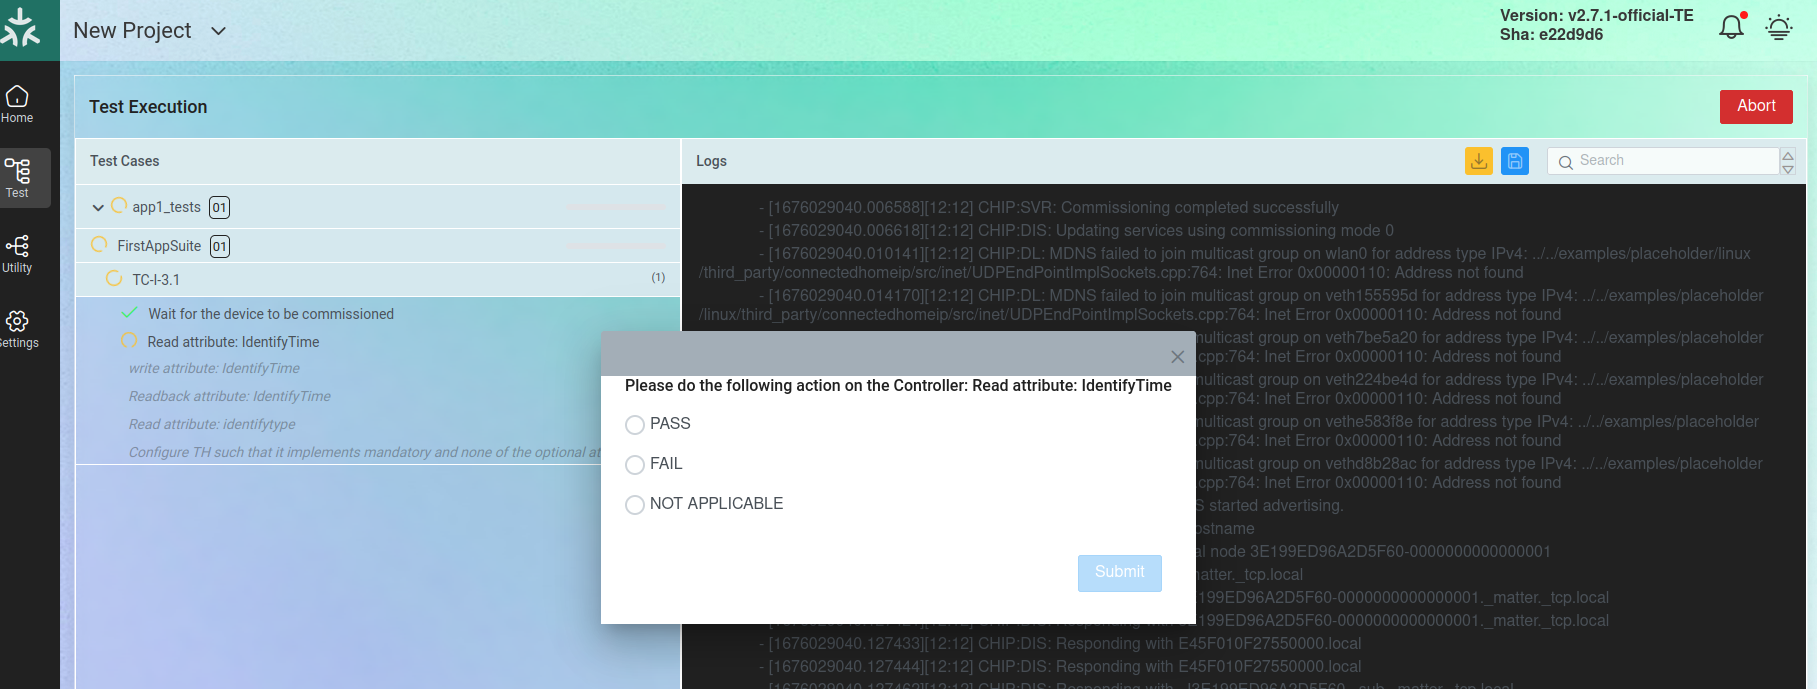 New Project
Version: v2.7.1-official-TE
Sha: e22d9d6
Home
Test
Utility
Settings
Test Execution
Abort
Test Cases
app1_tests 01
FirstAppSuite 01
TC-I-3.1 (1)
Wait for the device to be commissioned
Read attribute: IdentifyTime
write attribute: IdentifyTime
Readback attribute: IdentifyTime
Read attribute: identifytype
Configure TH such that it implements mandatory and none of the optional at
Logs
Search
- [1676029040.006588][12:12] CHIP:SVR: Commissioning completed successfully
- [1676029040.006618][12:12] CHIP:DIS: Updating services using commissioning mode 0
- [1676029040.010141][12:12] CHIP:DL: MDNS failed to join multicast group on wlan0 for address type IPv4: ../../examples/placeholder/linux
/third_party/connectedhomeip/src/inet/UDPEndPointImplSockets.cpp:764: Inet Error 0x00000110: Address not found
- [1676029040.014170][12:12] CHIP:DL: MDNS failed to join multicast group on veth155595d for address type IPv4: ../../examples/placeholder
/linux/third_party/connectedhomeip/src/inet/UDPEndPointImplSockets.cpp:764: Inet Error 0x00000110: Address not found
multicast group on veth7be5a20 for address type IPv4: ../../examples/placeholder
cpp:764: Inet Error 0x00000110: Address not found
multicast group on veth224be4d for address type IPv4: ../../examples/placeholder
cpp:764: Inet Error 0x00000110: Address not found
multicast group on vethe583f8e for address type IPv4: ../../examples/placeholder
cpp:764: Inet Error 0x00000110: Address not found
multicast group on vethd8b28ac for address type IPv4: ../../examples/placeholder
cpp:764: Inet Error 0x00000110: Address not found
S started advertising.
ostname
al node 3E199ED96A2D5F60-0000000000000001
matter._tcp.local
E199ED96A2D5F60-0000000000000001._matter._tcp.local
E199ED96A2D5F60-0000000000000001._matter._tcp.local
- [1676029040.127433][12:12] CHIP:DIS: Responding with E45F010F27550000.local
- [1676029040.127444][12:12] CHIP:DIS: Responding with E45F010F27550000.local
Please do the following action on the Controller: Read attribute: IdentifyTime
PASS
FAIL
NOT APPLICABLE
Submit